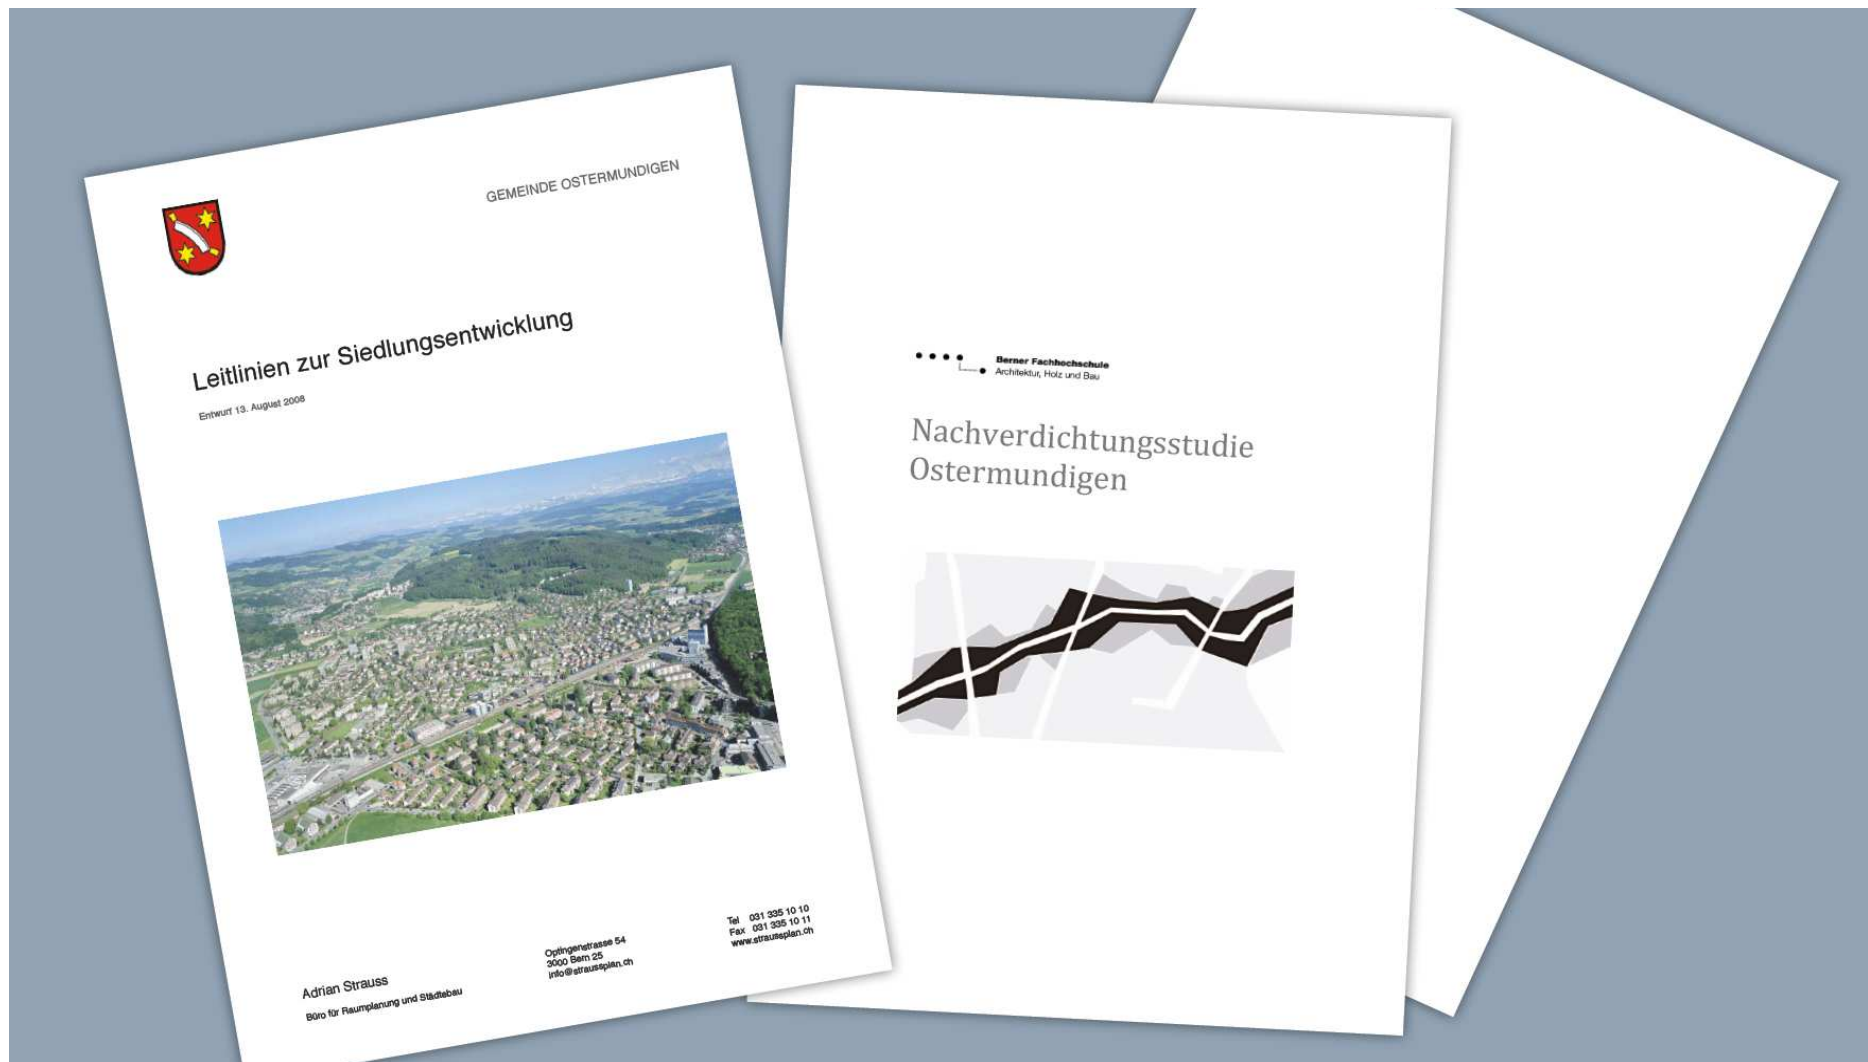 GEMEINDE OSTERMUNDIGEN
Leitlinien zur Siedlungsentwicklung
Entwurf 13. August 2008
Adrian Strauss
Büro für Raumplanung und Städtebau
Optingenstrasse 54
3000 Bern 25
info@straussplan.ch
Tel 031 335 10 10
Fax 031 335 10 11
www.straussplan.ch
Berner Fachhochschule
Architektur, Holz und Bau
Nachverdichtungsstudie
Ostermundigen